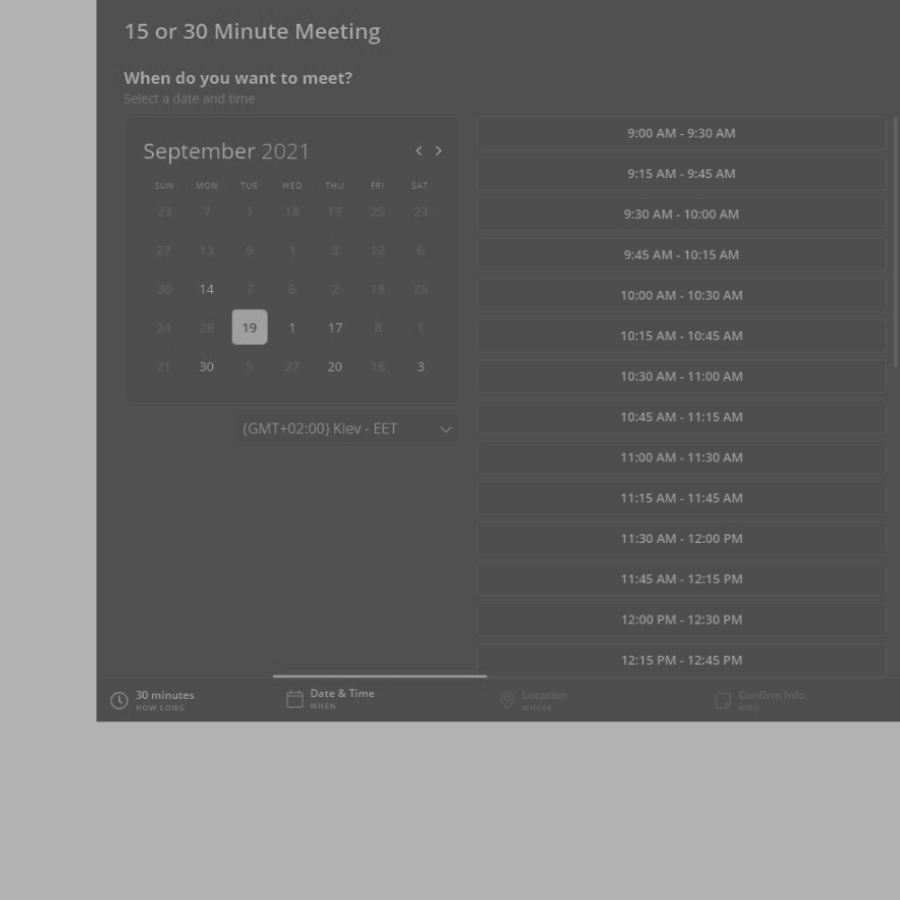 15 or 30 Minute Meeting
When do you want to meet?
Select a date and time
September 2021
SUN MON TUE WED THU FRI SAT
23 7 1 18 19 25 23
27 13 9 1 3 12 6
30 14 7 6 2 18 25
24 28 19 1 17 8 1
21 30 5 27 20 16 3
(GMT+02:00) Kiev - EET
9:00 AM - 9:30 AM
9:15 AM - 9:45 AM
9:30 AM - 10:00 AM
9:45 AM - 10:15 AM
10:00 AM - 10:30 AM
10:15 AM - 10:45 AM
10:30 AM - 11:00 AM
10:45 AM - 11:15 AM
11:00 AM - 11:30 AM
11:15 AM - 11:45 AM
11:30 AM - 12:00 PM
11:45 AM - 12:15 PM
12:00 PM - 12:30 PM
12:15 PM - 12:45 PM
30 minutes
HOW LONG
Date & Time
WHEN
Location
WHERE
Confirm Info
WHO